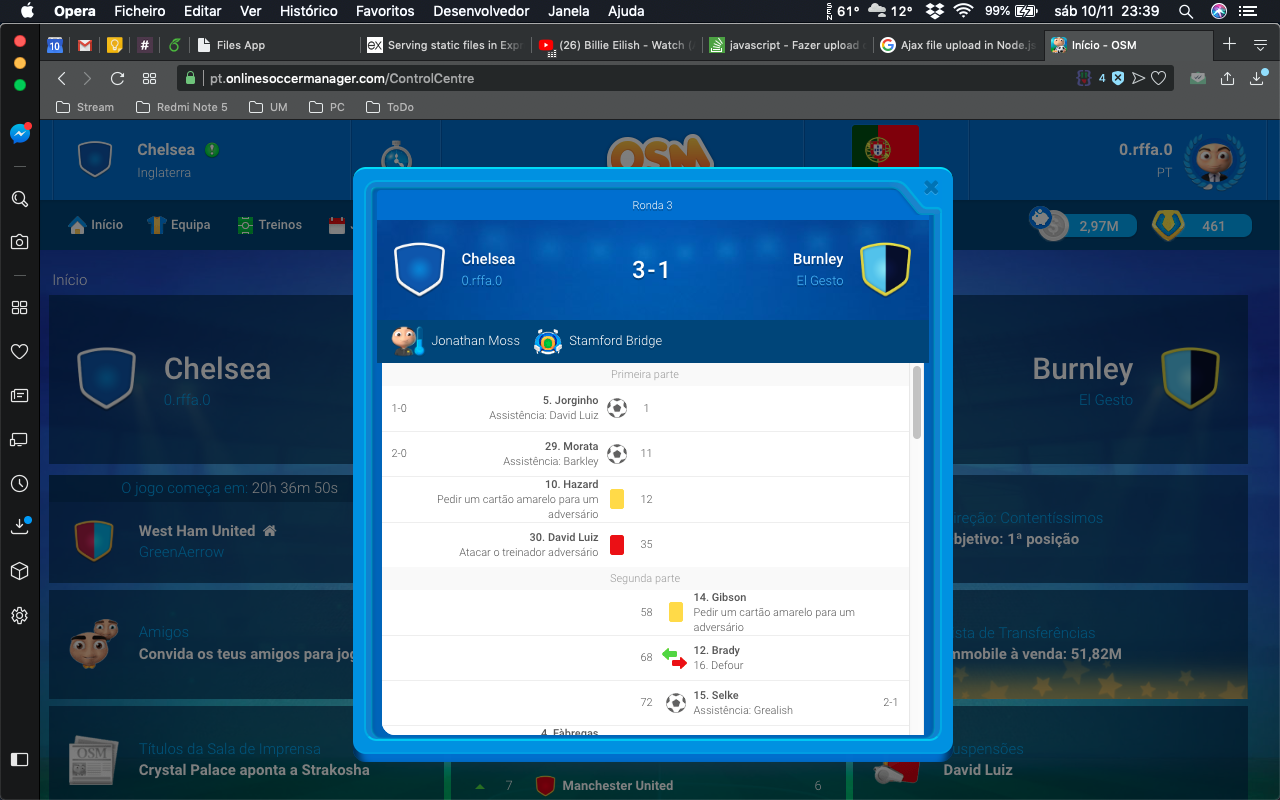 Opera Ficheiro Editar Ver Histórico Favoritos Desenvolvedor Janela Ajuda
SEN 61° 12° 99% sáb 10/11 23:39
10 Files App Serving static files in Expr (26) Billie Eilish - Watch ( javascript - Fazer upload d Ajax file upload in Node.js Início - OSM
pt.onlinesoccermanager.com/ControlCentre 4
Stream Redmi Note 5 UM PC ToDo
Chelsea
Inglaterra
OSM
0.rffa.0
PT
Início Equipa Treinos J
2,97M 461
Início
Chelsea
0.rffa.0
Burnley
El Gesto
O jogo começa em: 20h 36m 50s
West Ham United
GreenAerrow
ireção: Contentissimos
bjetivo: 1ª posição
Amigos
Convida os teus amigos para jog
sta de Transferências
mmobile à venda: 51,82M
OSM
Títulos da Sala de Imprensa
Crystal Palace aponta a Strakosha
7 Manchester United 6
uspensões
David Luiz
Ronda 3
Chelsea
0.rffa.0
3-1
Burnley
El Gesto
Jonathan Moss Stamford Bridge
Primeira parte
1-0 5. Jorginho 1
Assistência: David Luiz
2-0 29. Morata 11
Assistência: Barkley
10. Hazard
Pedir um cartão amarelo para um 12
adversário
30. David Luiz 35
Atacar o treinador adversário
Segunda parte
14. Gibson
58 Pedir um cartão amarelo para um
adversário
68 12. Brady
16. Defour
72 15. Selke 2-1
Assistência: Grealish
4. Fàbregas